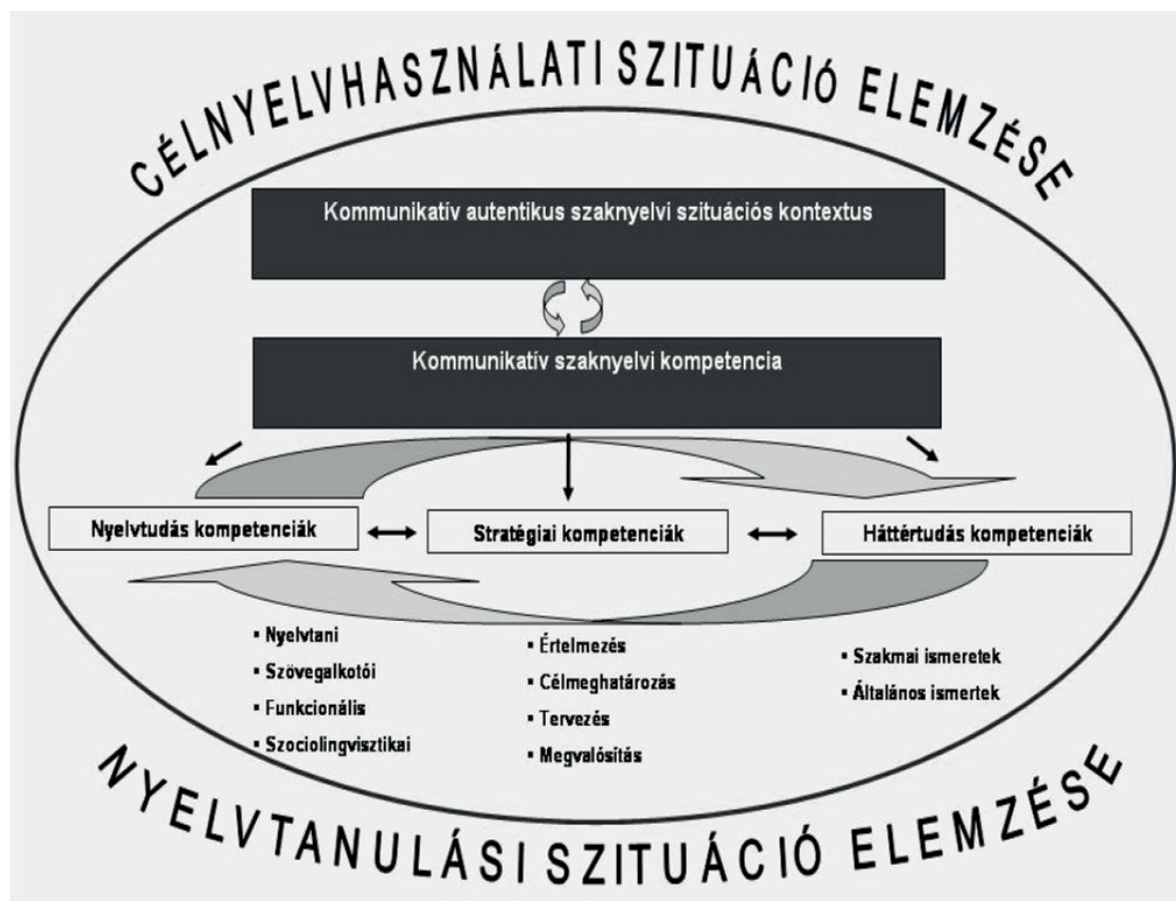 CÉLNYELVHASZNÁLATI SZITUÁCIÓ ELEMZÉSE
Kommunikatív autentikus szaknyelvi szituációs kontextus
Kommunikatív szaknyelvi kompetencia
Nyelvtudás kompetenciák
Stratégiai kompetenciák
Háttértudás kompetenciák
▪ Nyelvtani
▪ Szövegalkotói
▪ Funkcionális
▪ Szociolingvisztikai
▪ Értelmezés
▪ Célmeghatározás
▪ Tervezés
▪ Megvalósítás
▪ Szakmai ismeretek
▪ Általános ismertek
NYELVTANULÁSI SZITUÁCIÓ ELEMZÉSE